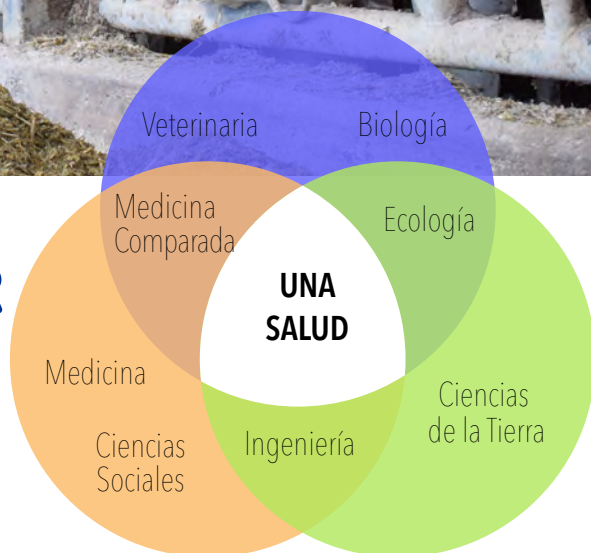 Veterinaria
Biología
Medicina
Comparada
Ecología
UNA
SALUD
Medicina
Ciencias
Sociales
Ingeniería
Ciencias
de la Tierra